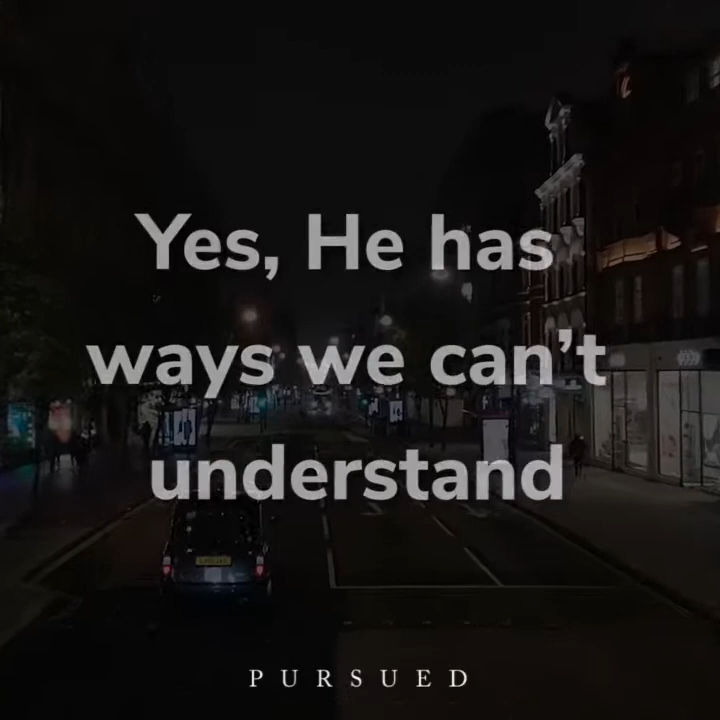 Yes, He has
ways we can’t
understand
PURSUED